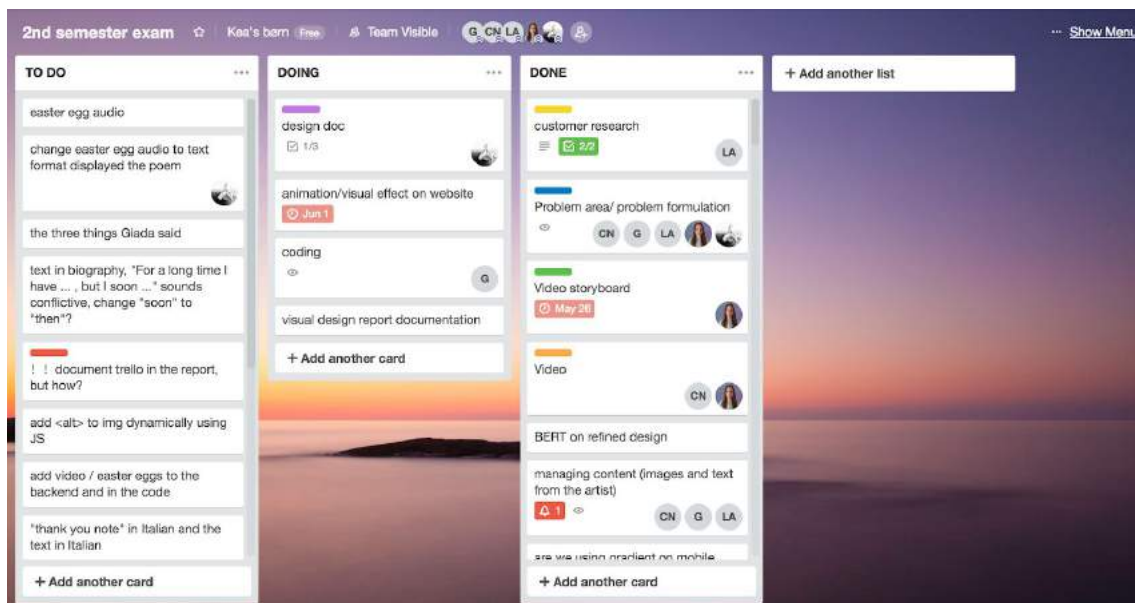 2nd semester exam Kea's børn Free Team Visible G CN LA ... Show Menu
TO DO ...
easter egg audio
change easter egg audio to text
format displayed the poem
the three things Giada said
text in biography, "For a long time I
have ... , but I soon ..." sounds
conflictive, change "soon" to
"then"?
! ! document trello in the report,
but how?
add <alt> to img dynamically using
JS
add video / easter eggs to the
backend and in the code
"thank you note" in Italian and the
text in Italian
+ Add another card
DOING ...
design doc
1/3
animation/visual effect on website
Jun 1
coding
G
visual design report documentation
+ Add another card
DONE ...
customer research
2/2
LA
Problem area/ problem formulation
CN G LA
Video storyboard
May 26
Video
CN
BERT on refined design
managing content (images and text
from the artist)
1
CN G LA
are we using gradient on mobile
+ Add another card
+ Add another list